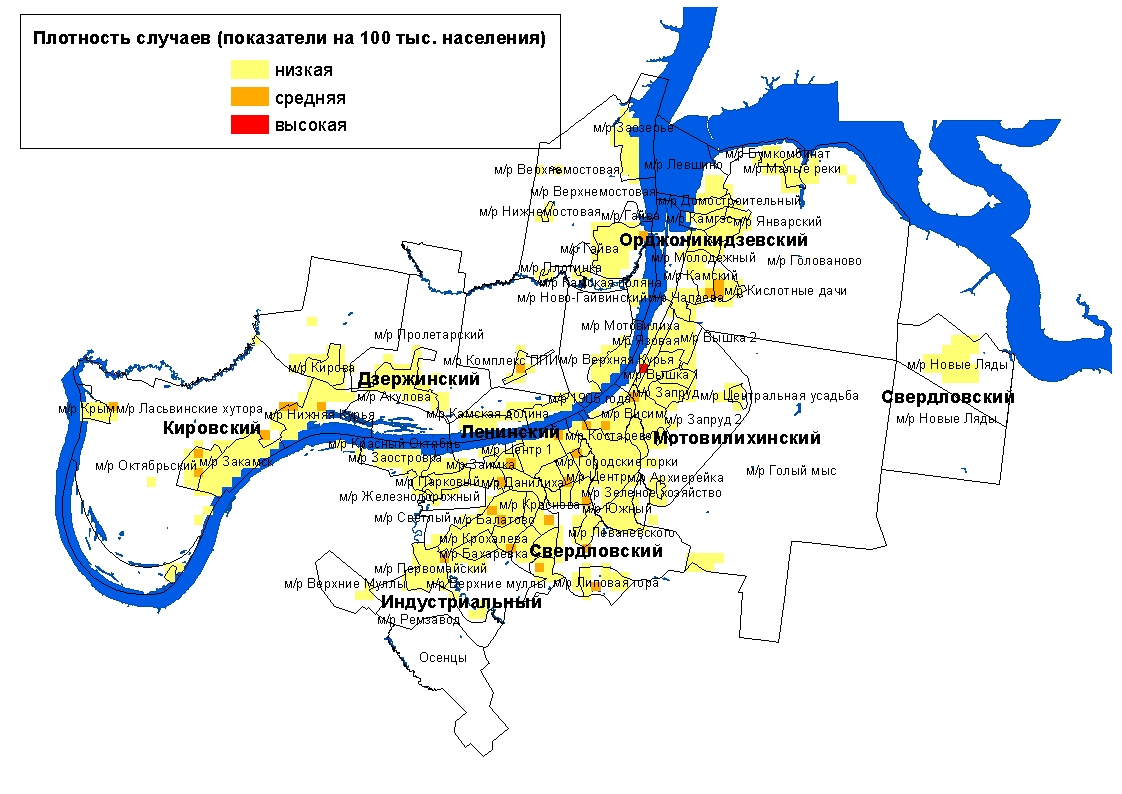 Плотность случаев (показатели на 100 тыс. населения)
низкая
средняя
высокая
м/р Заозерье
м/р Бумкомбинат
м/р Левшино
м/р Малые реки
м/р Верхнемостовая
м/р Верхнемостовая
м/р Домостроительный
м/р Нижнемостовая
м/р Гайва
м/р Камгэс
м/р Январский
Орджоникидзевский
м/р Гайва
м/р Молодежный
м/р Голованово
м/р Плотинка
м/р Камский
м/р Камская долина
м/р Кислотные дачи
м/р Ново-Гайвинский
м/р Чапаева
м/р Мотовилиха
м/р Пролетарский
м/р Язовая
м/р Вышка 2
м/р Комплекс ППИ
м/р Верхняя курья
м/р Кирова
м/р Новые Ляды
Дзержинский
м/р Вышка 1
м/р Акулова
м/р 1905 года
м/р Запруд
м/р Центральная усадьба
Свердловский
м/р Крым
м/р Ласьвинские хутора
м/р Нижняя Курья
м/р Камская долина
м/р Висим
м/р Запруд 2
м/р Новые Ляды
Кировский
Ленинский
м/р Костарева
Мотовилихинский
м/р Красный Октябрь
м/р Центр 1
м/р Заостровка
м/р Октябрьский
м/р Закамск
м/р Заимка
м/р Городские горки
м/р Голый мыс
м/р Парковый
м/р Данилиха
м/р Центр
м/р Архиерейка
м/р Железнодорожный
м/р Зеленое хозяйство
м/р Краснова
м/р Южный
м/р Светлый
м/р Балатово
м/р Леваневского
м/р Крохалева
м/р Бахаревка
Свердловский
м/р Первомайский
м/р Верхние Муллы
м/р Верхние муллы
м/р Липовая гора
Индустриальный
м/р Ремзавод
Осенцы